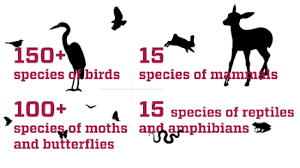 150+
species of birds
15
species of mammals
100+
species of moths
and butterflies
15 species of reptiles
and amphibians